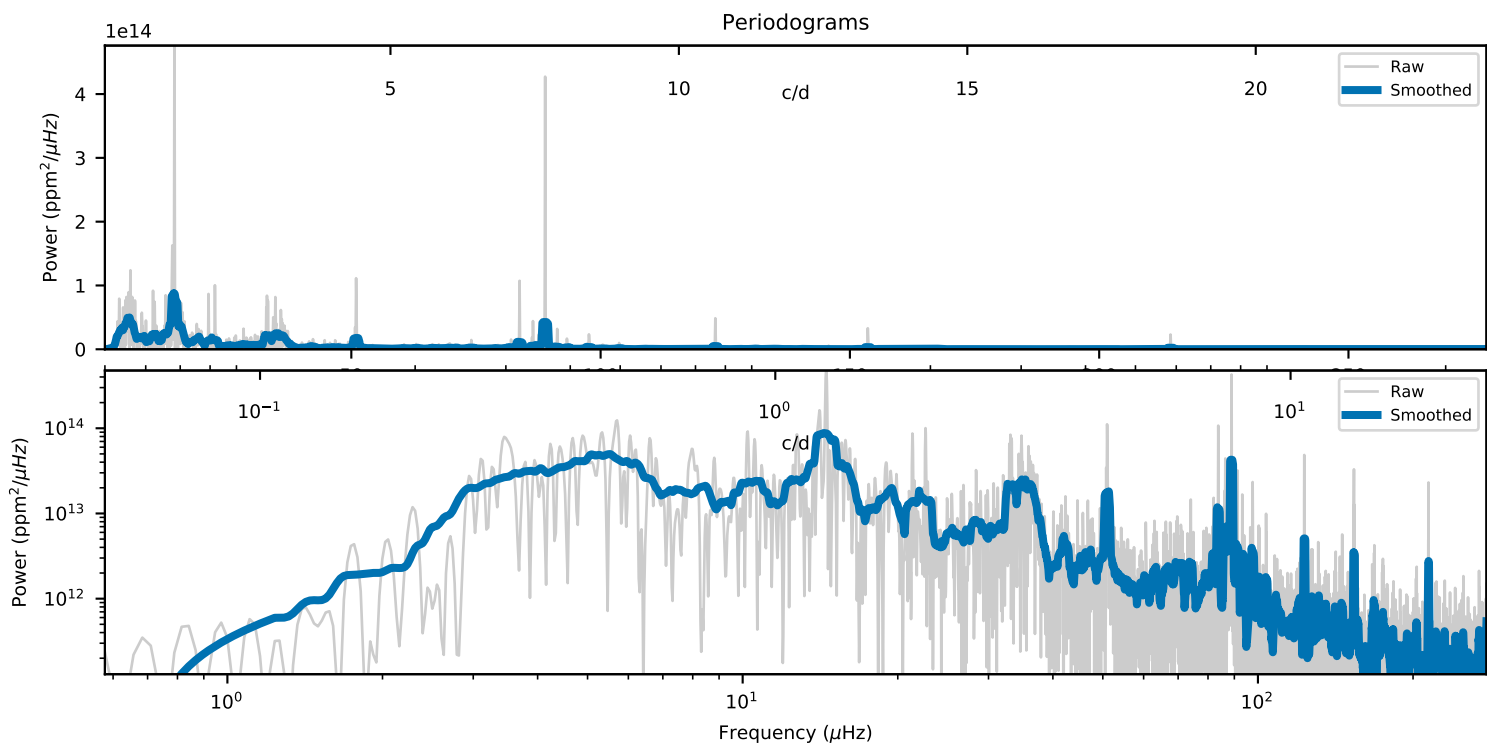 Periodograms
1e14
Power (ppm²/μHz)
4
3
2
1
0
5 10 15 20
c/d
Raw
Smoothed
Power (ppm²/μHz)
10¹⁴
10¹³
10¹²
10⁻¹ 10⁰ 10¹
c/d
Raw
Smoothed
10⁰ 10¹ 10²
Frequency (μHz)